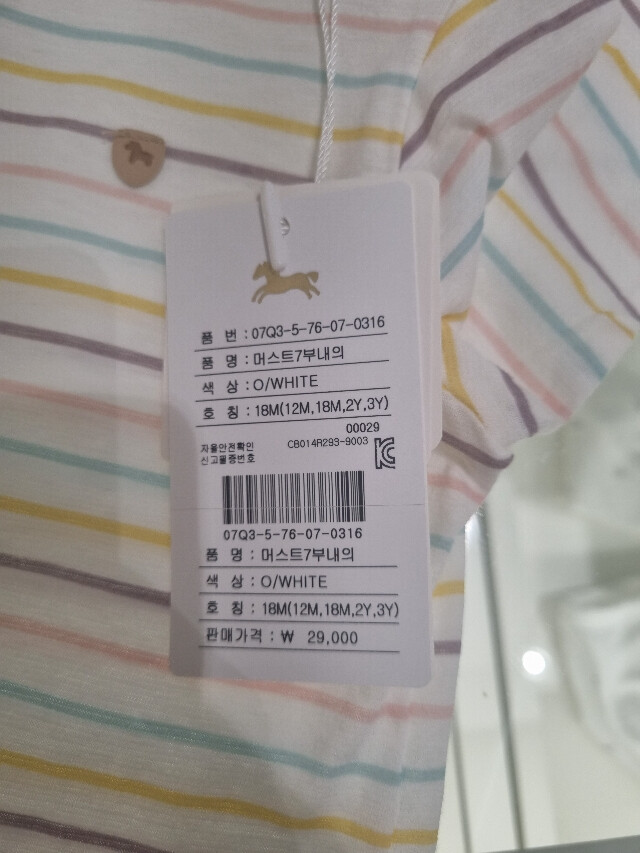 품 번 : 07Q3-5-76-07-0316
품 명 : 머스트7부내의
색 상 : O/WHITE
호 칭 : 18M(12M,18M,2Y,3Y)
00029
자율안전확인 CB014R293-9003
신고필증번호
07Q3-5-76-07-0316
품 명 : 머스트7부내의
색 상 : O/WHITE
호 칭 : 18M(12M,18M,2Y,3Y)
판매가격 : ₩ 29,000